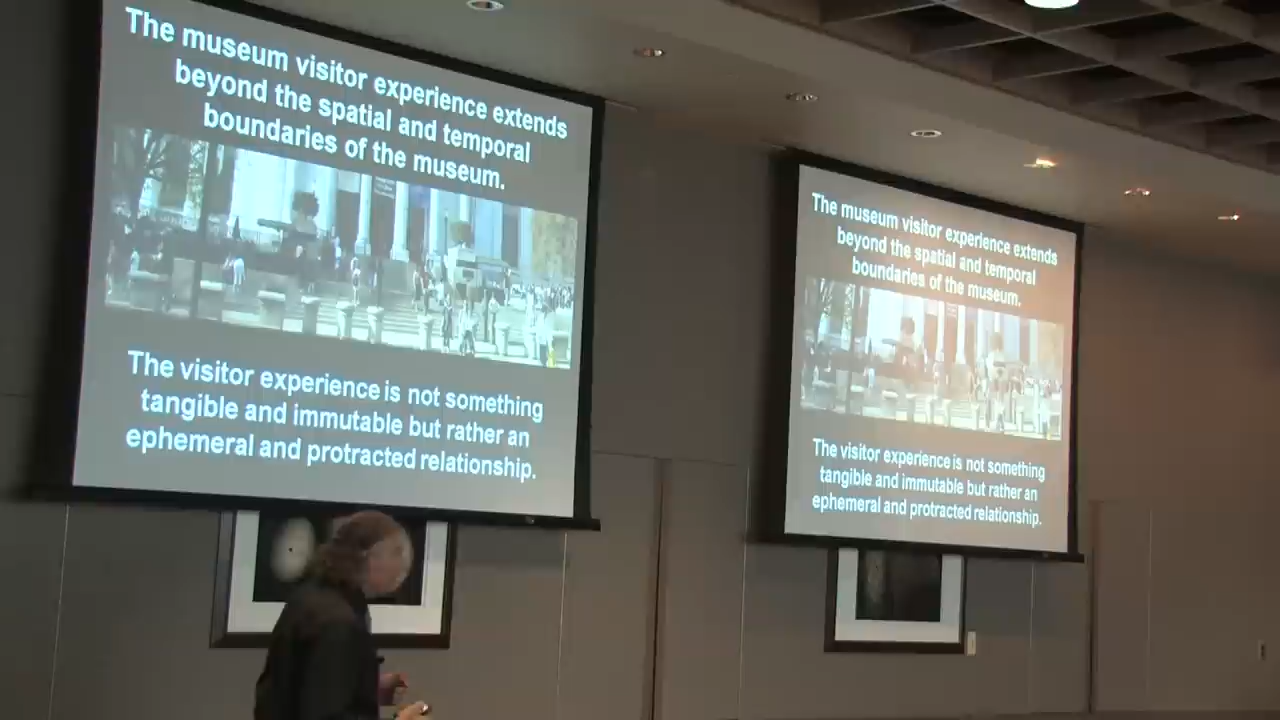 The museum visitor experience extends
beyond the spatial and temporal
boundaries of the museum.
The visitor experience is not something
tangible and immutable but rather an
ephemeral and protracted relationship.
The museum visitor experience extends
beyond the spatial and temporal
boundaries of the museum.
The visitor experience is not something
tangible and immutable but rather an
ephemeral and protracted relationship.